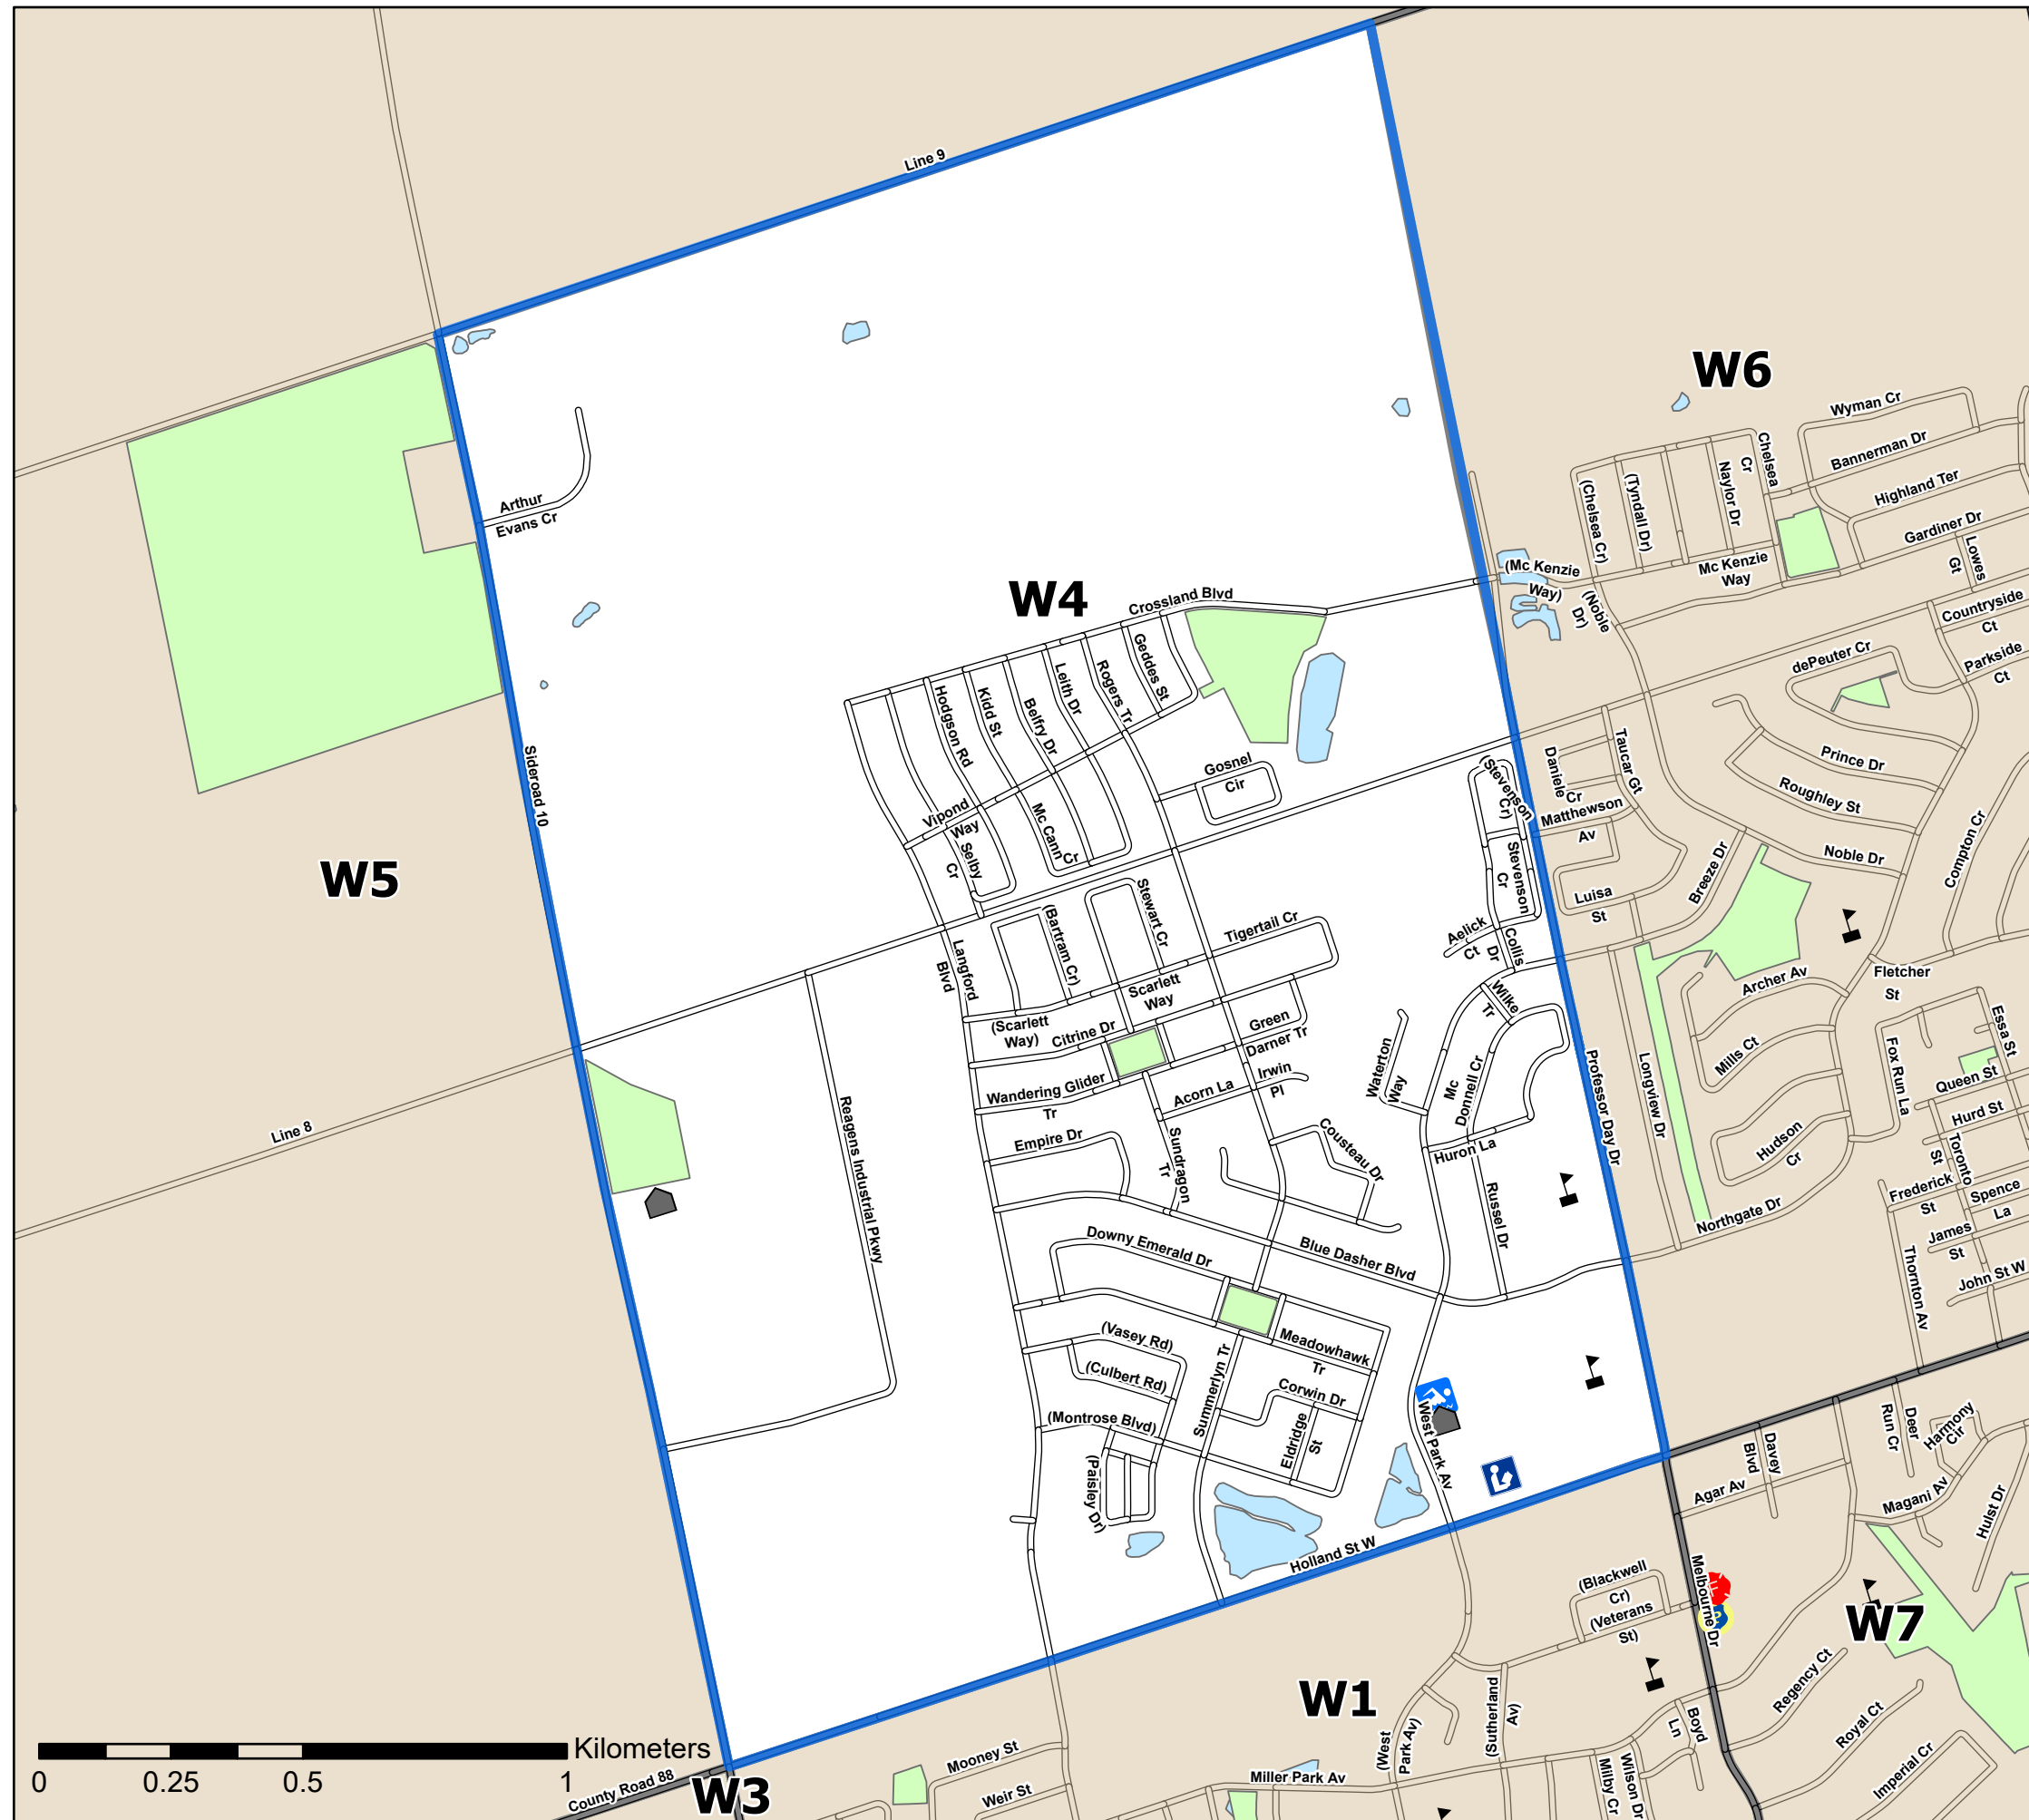 Line 9
W6
Wyman Cr
Bannerman Dr
Chelsea
Cr
Naylor Dr
(Tyndall Dr)
(Chelsea Cr)
Highland Ter
Gardiner Dr
Lowes
Gt
Arthur
Evans Cr
Mc Kenzie
Way
(Mc Kenzie
Way)
(Noble
Dr)
Countryside
Ct
Parkside
Ct
dePeuter Cr
W4
Crossland Blvd
Geddes St
Rogers Tr
Leith Dr
Belfry Dr
Kidd St
Hodgson Rd
Sideroad 10
Gosnel
Cir
Vipond
Way
Selby
Cr
Mc Cann
Cr
(Stevenson
Cr)
Daniele
Cr
Taucar Gt
Matthewson
Av
Prince Dr
Roughley St
Noble Dr
Compton Cr
Breeze Dr
Luisa
St
Stevenson
Cr
W5
Stewart Cr
(Bartram Cr)
Tigertail Cr
Aelick
Ct
Collis
Dr
Langford
Blvd
Scarlett
Way
(Scarlett
Way)
Citrine Dr
Wilke
Tr
Archer Av
Fletcher
St
Essa St
Mills Ct
Fox Run La
Queen St
Hurd St
Green
Darner Tr
Irwin
Pl
Wandering Glider
Tr
Acorn La
Waterton
Way
Mc
Donnell Cr
Professor Day Dr
Longview Dr
Line 8
Reagens Industrial Pkwy
Empire Dr
Sundragon
Tr
Cousteau Dr
Huron La
Russel Dr
Hudson
Cr
Toronto
St
Frederick
St
Spence
La
James
St
John St W
Thornton Av
Northgate Dr
Downy Emerald Dr
Blue Dasher Blvd
(Vasey Rd)
(Culbert Rd)
(Montrose Blvd)
(Paisley Dr)
Summerlyn Tr
Meadowhawk
Tr
Corwin Dr
Eldridge
St
West Park Av
Holland St W
Davey
Blvd
Deer
Run Cr
Harmony
Cir
Agar Av
Magani Av
Hulst Dr
Melbourne Dr
(Blackwell
Cr)
(Veterans
St)
W7
Regency Ct
Royal Ct
Imperial Cr
Boyd
Ln
W1
(West
Park Av)
(Sutherland
Av)
Miller Park Av
Milby Cr
Wilson Dr
Mooney St
Weir St
County Road 88
W3
Kilometers
0 0.25 0.5 1